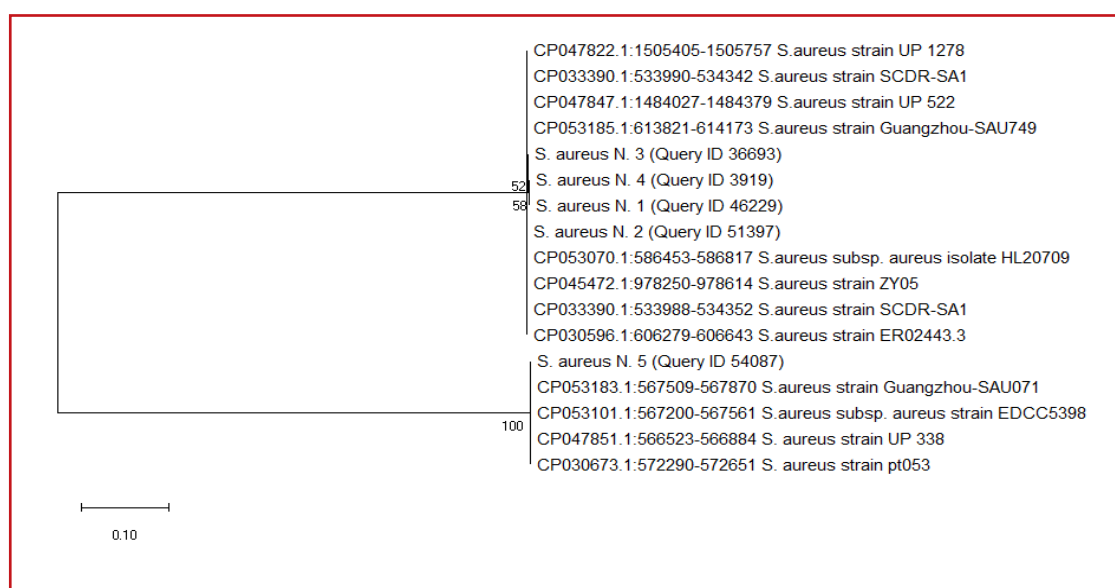 CP047822.1:1505405-1505757 S.aureus strain UP 1278
CP033390.1:533990-534342 S.aureus strain SCDR-SA1
CP047847.1:1484027-1484379 S.aureus strain UP 522
CP053185.1:613821-614173 S.aureus strain Guangzhou-SAU749
S. aureus N. 3 (Query ID 36693)
52 S. aureus N. 4 (Query ID 3919)
58 S. aureus N. 1 (Query ID 46229)
S. aureus N. 2 (Query ID 51397)
CP053070.1:586453-586817 S.aureus subsp. aureus isolate HL20709
CP045472.1:978250-978614 S.aureus strain ZY05
CP033390.1:533988-534352 S.aureus strain SCDR-SA1
CP030596.1:606279-606643 S.aureus strain ER02443.3
S. aureus N. 5 (Query ID 54087)
CP053183.1:567509-567870 S.aureus strain Guangzhou-SAU071
CP053101.1:567200-567561 S.aureus subsp. aureus strain EDCC5398
100
CP047851.1:566523-566884 S. aureus strain UP 338
CP030673.1:572290-572651 S. aureus strain pt053
0.10